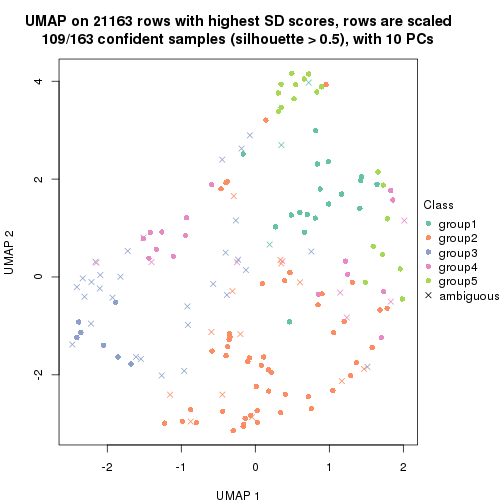 UMAP on 21163 rows with highest SD scores, rows are scaled
109/163 confident samples (silhouette > 0.5), with 10 PCs
4
2
0
-2
UMAP 2
-2
-1
0
1
2
UMAP 1
Class
group1
group2
group3
group4
group5
ambiguous